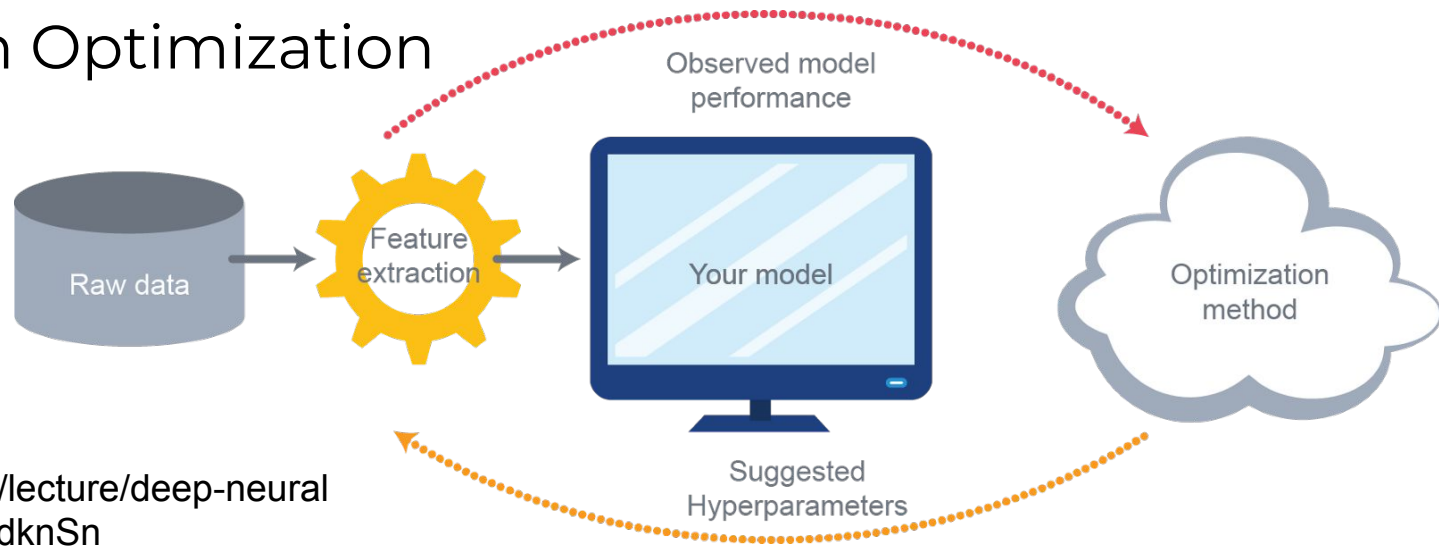 n Optimization
Observed model
performance
Raw data
Feature
extraction
Your model
Optimization
method
Suggested
Hyperparameters
/lecture/deep-neural
dknSn